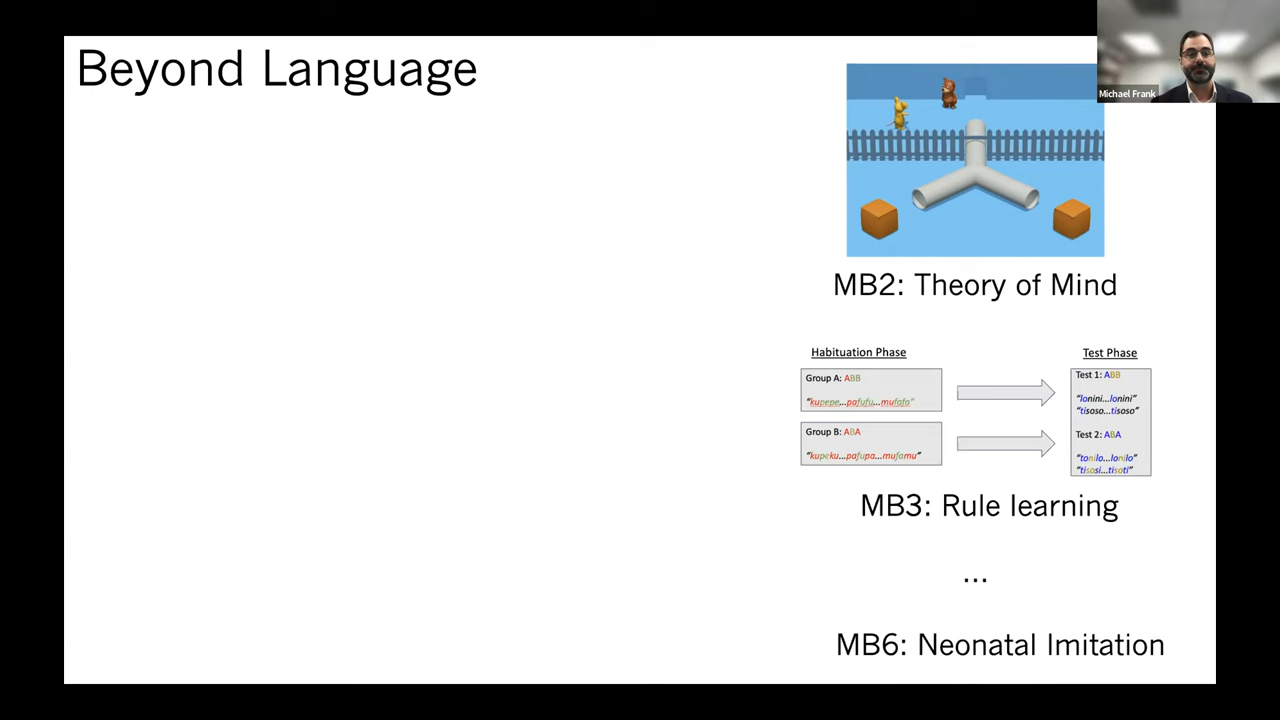 Beyond Language
Michael Frank
MB2: Theory of Mind
Habituation Phase
Test Phase
Group A: ABB
"kupepe...pafufu...mufafa"
Group B: ABA
"kupeku...pafupa...mufamu"
Test 1: ABB
"lonini...lonini"
"tisoso...tisoso"
Test 2: ABA
"tonilo...lonilo"
"tisosi...tisoti"
MB3: Rule learning
...
MB6: Neonatal Imitation